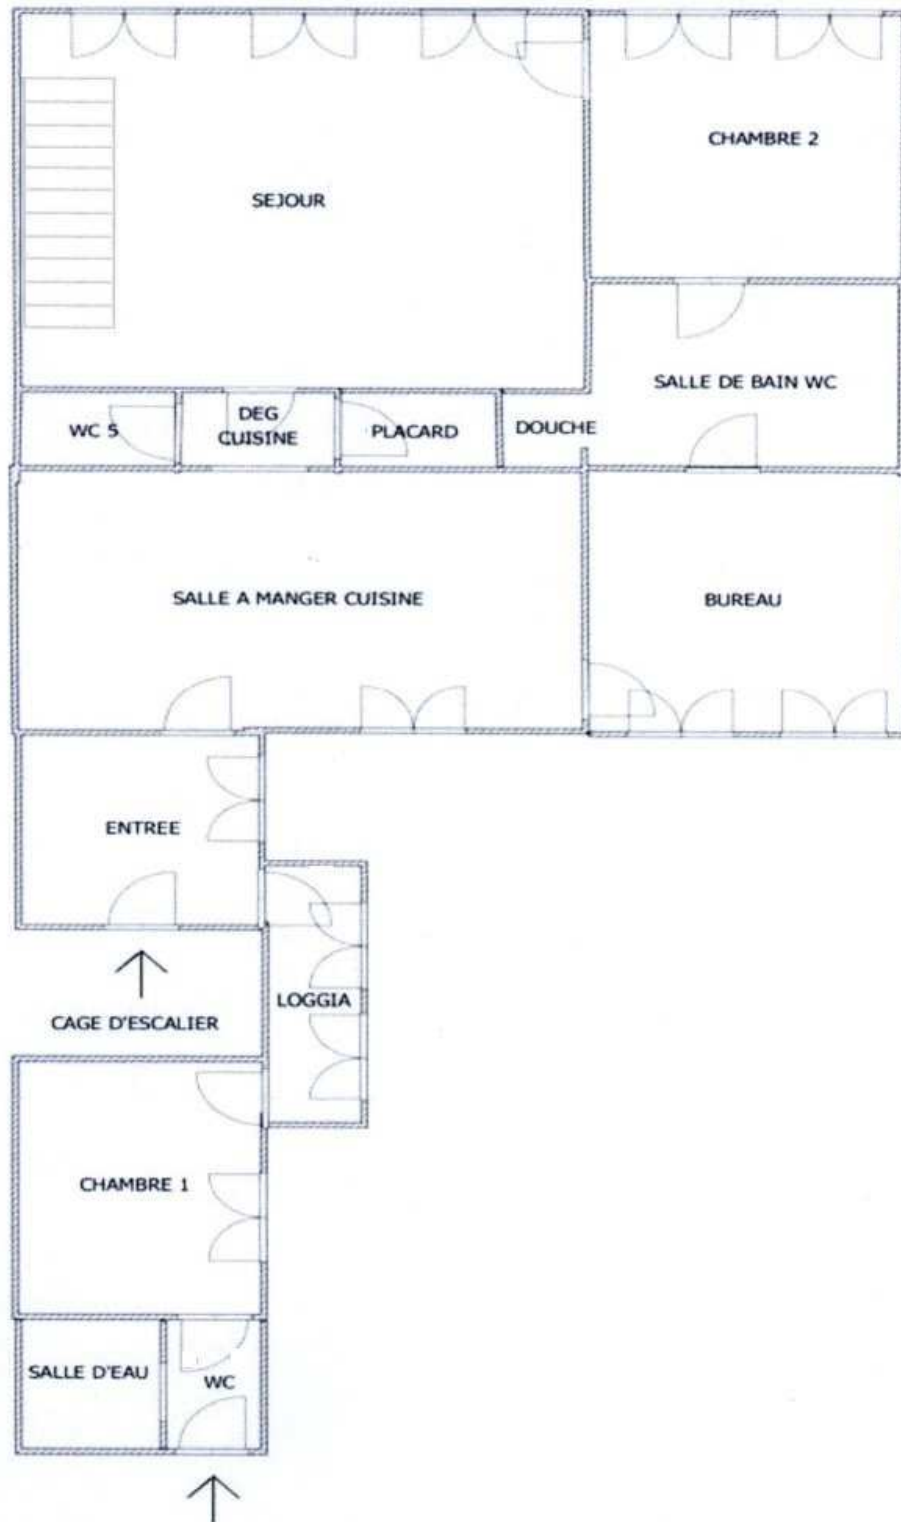 CHAMBRE 2
SEJOUR
SALLE DE BAIN WC
WC 5
DEG
CUISINE
PLACARD
DOUCHE
SALLE A MANGER CUISINE
BUREAU
ENTREE
LOGGIA
CAGE D'ESCALIER
CHAMBRE 1
SALLE D'EAU
WC